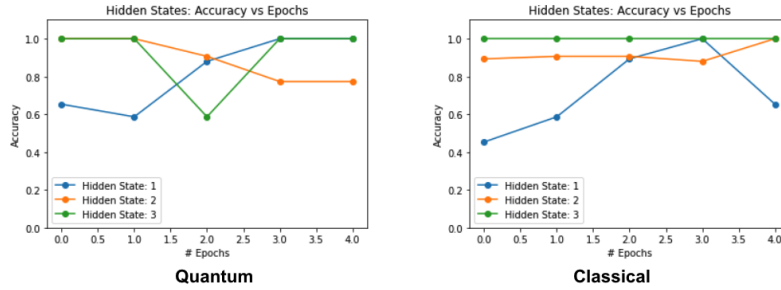 Hidden States: Accuracy vs Epochs
1.0
0.8
0.6
0.4
0.2
0.0
Accuracy
Hidden State: 1
Hidden State: 2
Hidden State: 3
0.0 0.5 1.0 1.5 2.0 2.5 3.0 3.5 4.0
# Epochs
Quantum
Hidden States: Accuracy vs Epochs
1.0
0.8
0.6
0.4
0.2
0.0
Accuracy
Hidden State: 1
Hidden State: 2
Hidden State: 3
0.0 0.5 1.0 1.5 2.0 2.5 3.0 3.5 4.0
# Epochs
Classical